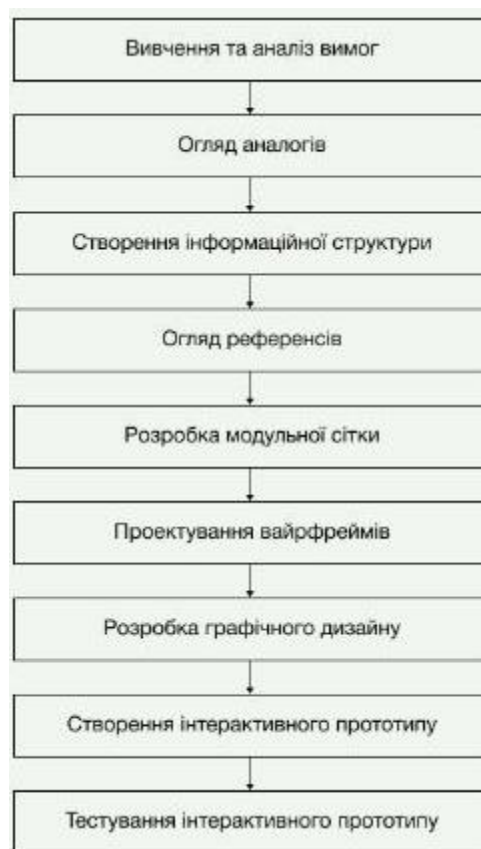 Вивчення та аналіз вимог
Огляд аналогів
Створення інформаційної структури
Огляд референсів
Розробка модульної сітки
Проектування вайрфреймів
Розробка графічного дизайну
Створення інтерактивного прототипу
Тестування інтерактивного прототипу